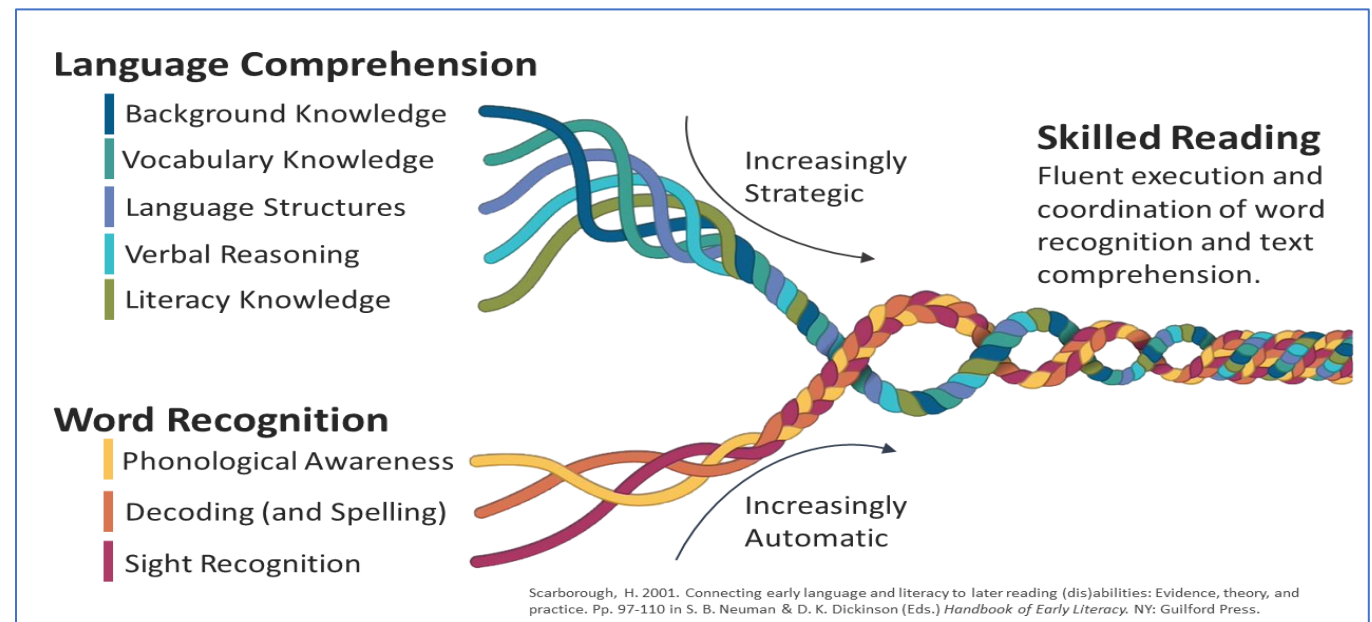 Language Comprehension
Background Knowledge
Vocabulary Knowledge
Language Structures
Verbal Reasoning
Literacy Knowledge
Increasingly
Strategic
Skilled Reading
Fluent execution and
coordination of word
recognition and text
comprehension.
Word Recognition
Phonological Awareness
Decoding (and Spelling)
Sight Recognition
Increasingly
Automatic
Scarborough, H. 2001. Connecting early language and literacy to later reading (dis)abilities: Evidence, theory, and
practice. Pp. 97-110 in S. B. Neuman & D. K. Dickinson (Eds.) Handbook of Early Literacy. NY: Guilford Press.